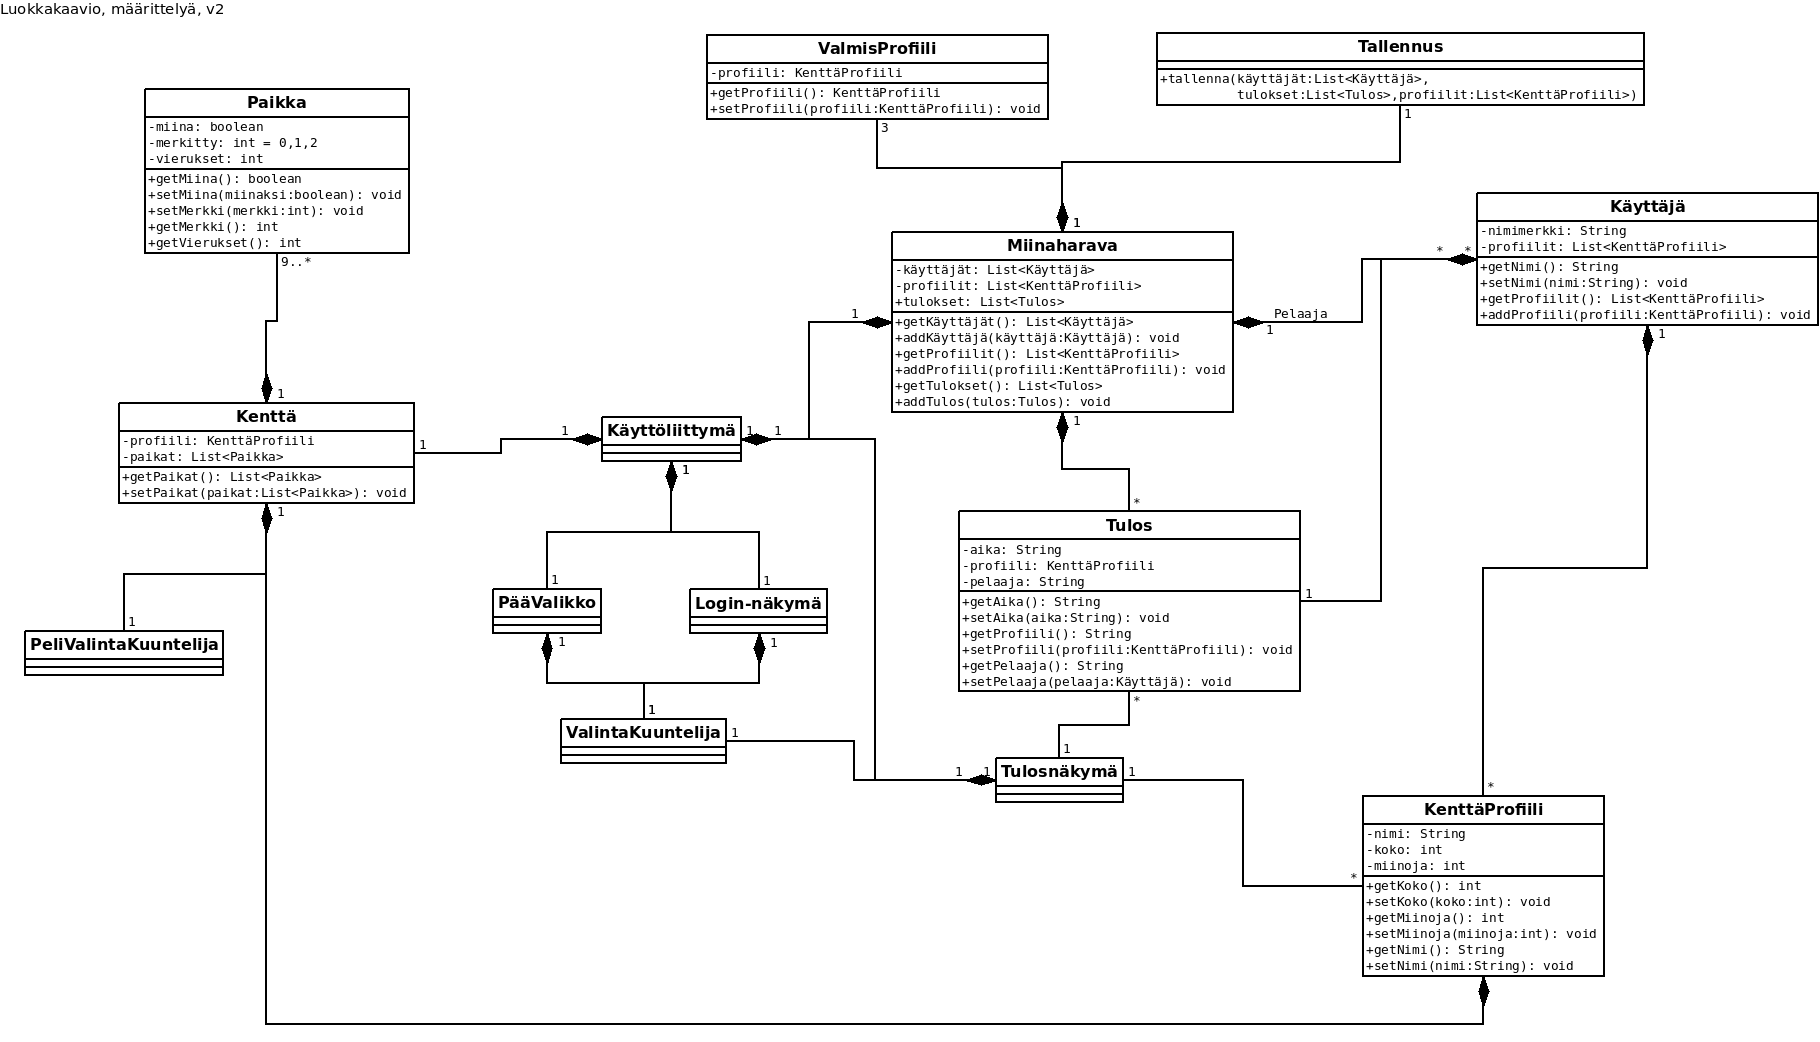 Luokkakaavio, määrittelyä, v2
ValmisProfiili
-profiili: KenttäProfiili
+getProfiili(): KenttäProfiili
+setProfiili(profiili:KenttäProfiili): void
3
Tallennus
+tallenna(käyttäjät:List<Käyttäjä>,
tulokset:List<Tulos>,profiilit:List<KenttäProfiili>)
1
Paikka
-miina: boolean
-merkitty: int = 0,1,2
-vierukset: int
+getMiina(): boolean
+setMiina(miinaksi:boolean): void
+setMerkki(merkki:int): void
+getMerkki(): int
+getVierukset(): int
9..*
Käyttäjä
-nimimerkki: String
-profiilit: List<KenttäProfiili>
+getNimi(): String
+setNimi(nimi:String): void
+getProfiilit(): List<KenttäProfiili>
+addProfiili(profiili:KenttäProfiili): void
* *
1
1
Miinaharava
-käyttäjät: List<Käyttäjä>
-profiilit: List<KenttäProfiili>
+tulokset: List<Tulos>
+getKäyttäjät(): List<Käyttäjä>
+addKäyttäjä(käyttäjä:Käyttäjä): void
+getProfiilit(): List<KenttäProfiili>
+addProfiili(profiili:KenttäProfiili): void
+getTulokset(): List<Tulos>
+addTulos(tulos:Tulos): void
1
Pelaaja
1
1
1
Kenttä
-profiili: KenttäProfiili
-paikat: List<Paikka>
+getPaikat(): List<Paikka>
+setPaikat(paikat:List<Paikka>): void
1
1
1
Käyttöliittymä
1 1
1
PääValikko
1
1
Login-näkymä
1
1
*
Tulos
-aika: String
-profiili: KenttäProfiili
-pelaaja: String
+getAika(): String
+setAika(aika:String): void
+getProfiili(): String
+setProfiili(profiili:KenttäProfiili): void
+getPelaaja(): String
+setPelaaja(pelaaja:Käyttäjä): void
1
*
1
PeliValintaKuuntelija
1
ValintaKuuntelija
1
1 1
1
Tulosnäkymä
1
*
*
KenttäProfiili
-nimi: String
-koko: int
-miinoja: int
+getKoko(): int
+setKoko(koko:int): void
+getMiinoja(): int
+setMiinoja(miinoja:int): void
+getNimi(): String
+setNimi(nimi:String): void